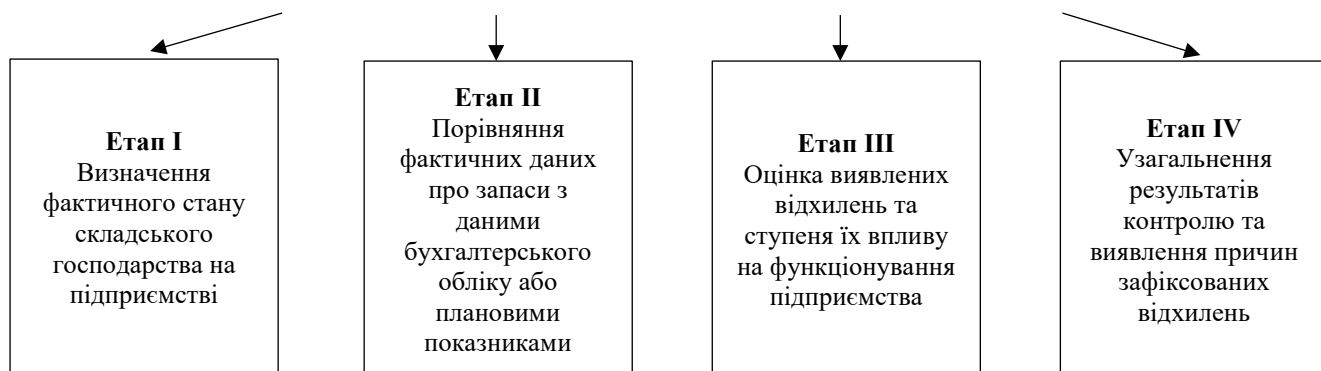 Етап I
Визначення
фактичного стану
складського
господарства на
підприємстві
Етап II
Порівняння
фактичних даних
про запаси з
даними
бухгалтерського
обліку або
плановими
показниками
Етап III
Оцінка виявлених
відхилень та
ступеня їх впливу
на функціонування
підприємства
Етап IV
Узагальнення
результатів
контролю та
виявлення причин
зафіксованих
відхилень